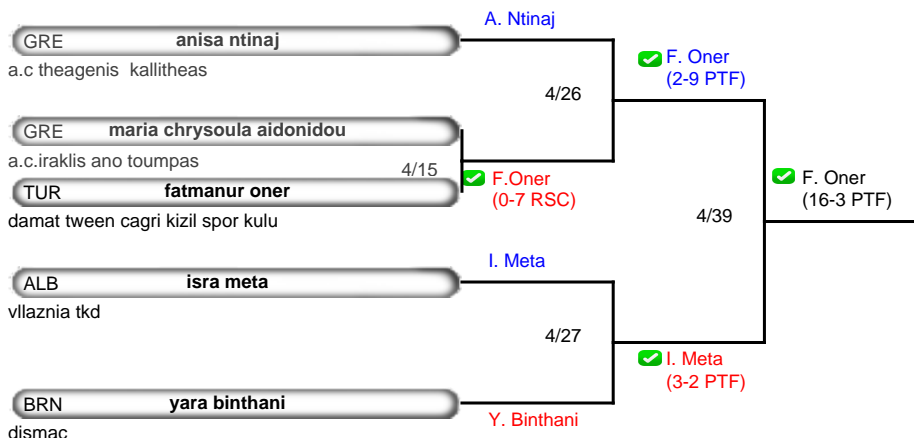 A. Ntinaj
GRE anisa ntinaj
a.c theagenis kallitheas
F. Oner
(2-9 PTF)
4/26
GRE maria chrysoula aidonidou
a.c.iraklis ano toumpas
4/15
F.Oner
(0-7 RSC)
TUR fatmanur oner
damat tween cagri kizil spor kulu
F. Oner
(16-3 PTF)
4/39
I. Meta
ALB isra meta
vllaznia tkd
4/27
I. Meta
(3-2 PTF)
BRN yara binthani
Y. Binthani
dismac